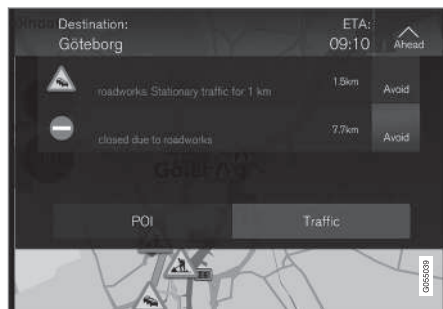 Destination:
ETA:
Göteborg
09:10
Ahead
roadworks Stationary traffic for 1 km
1.5km
Avoid
closed due to roadworks
7.7km
Avoid
POI
Traffic
G055039